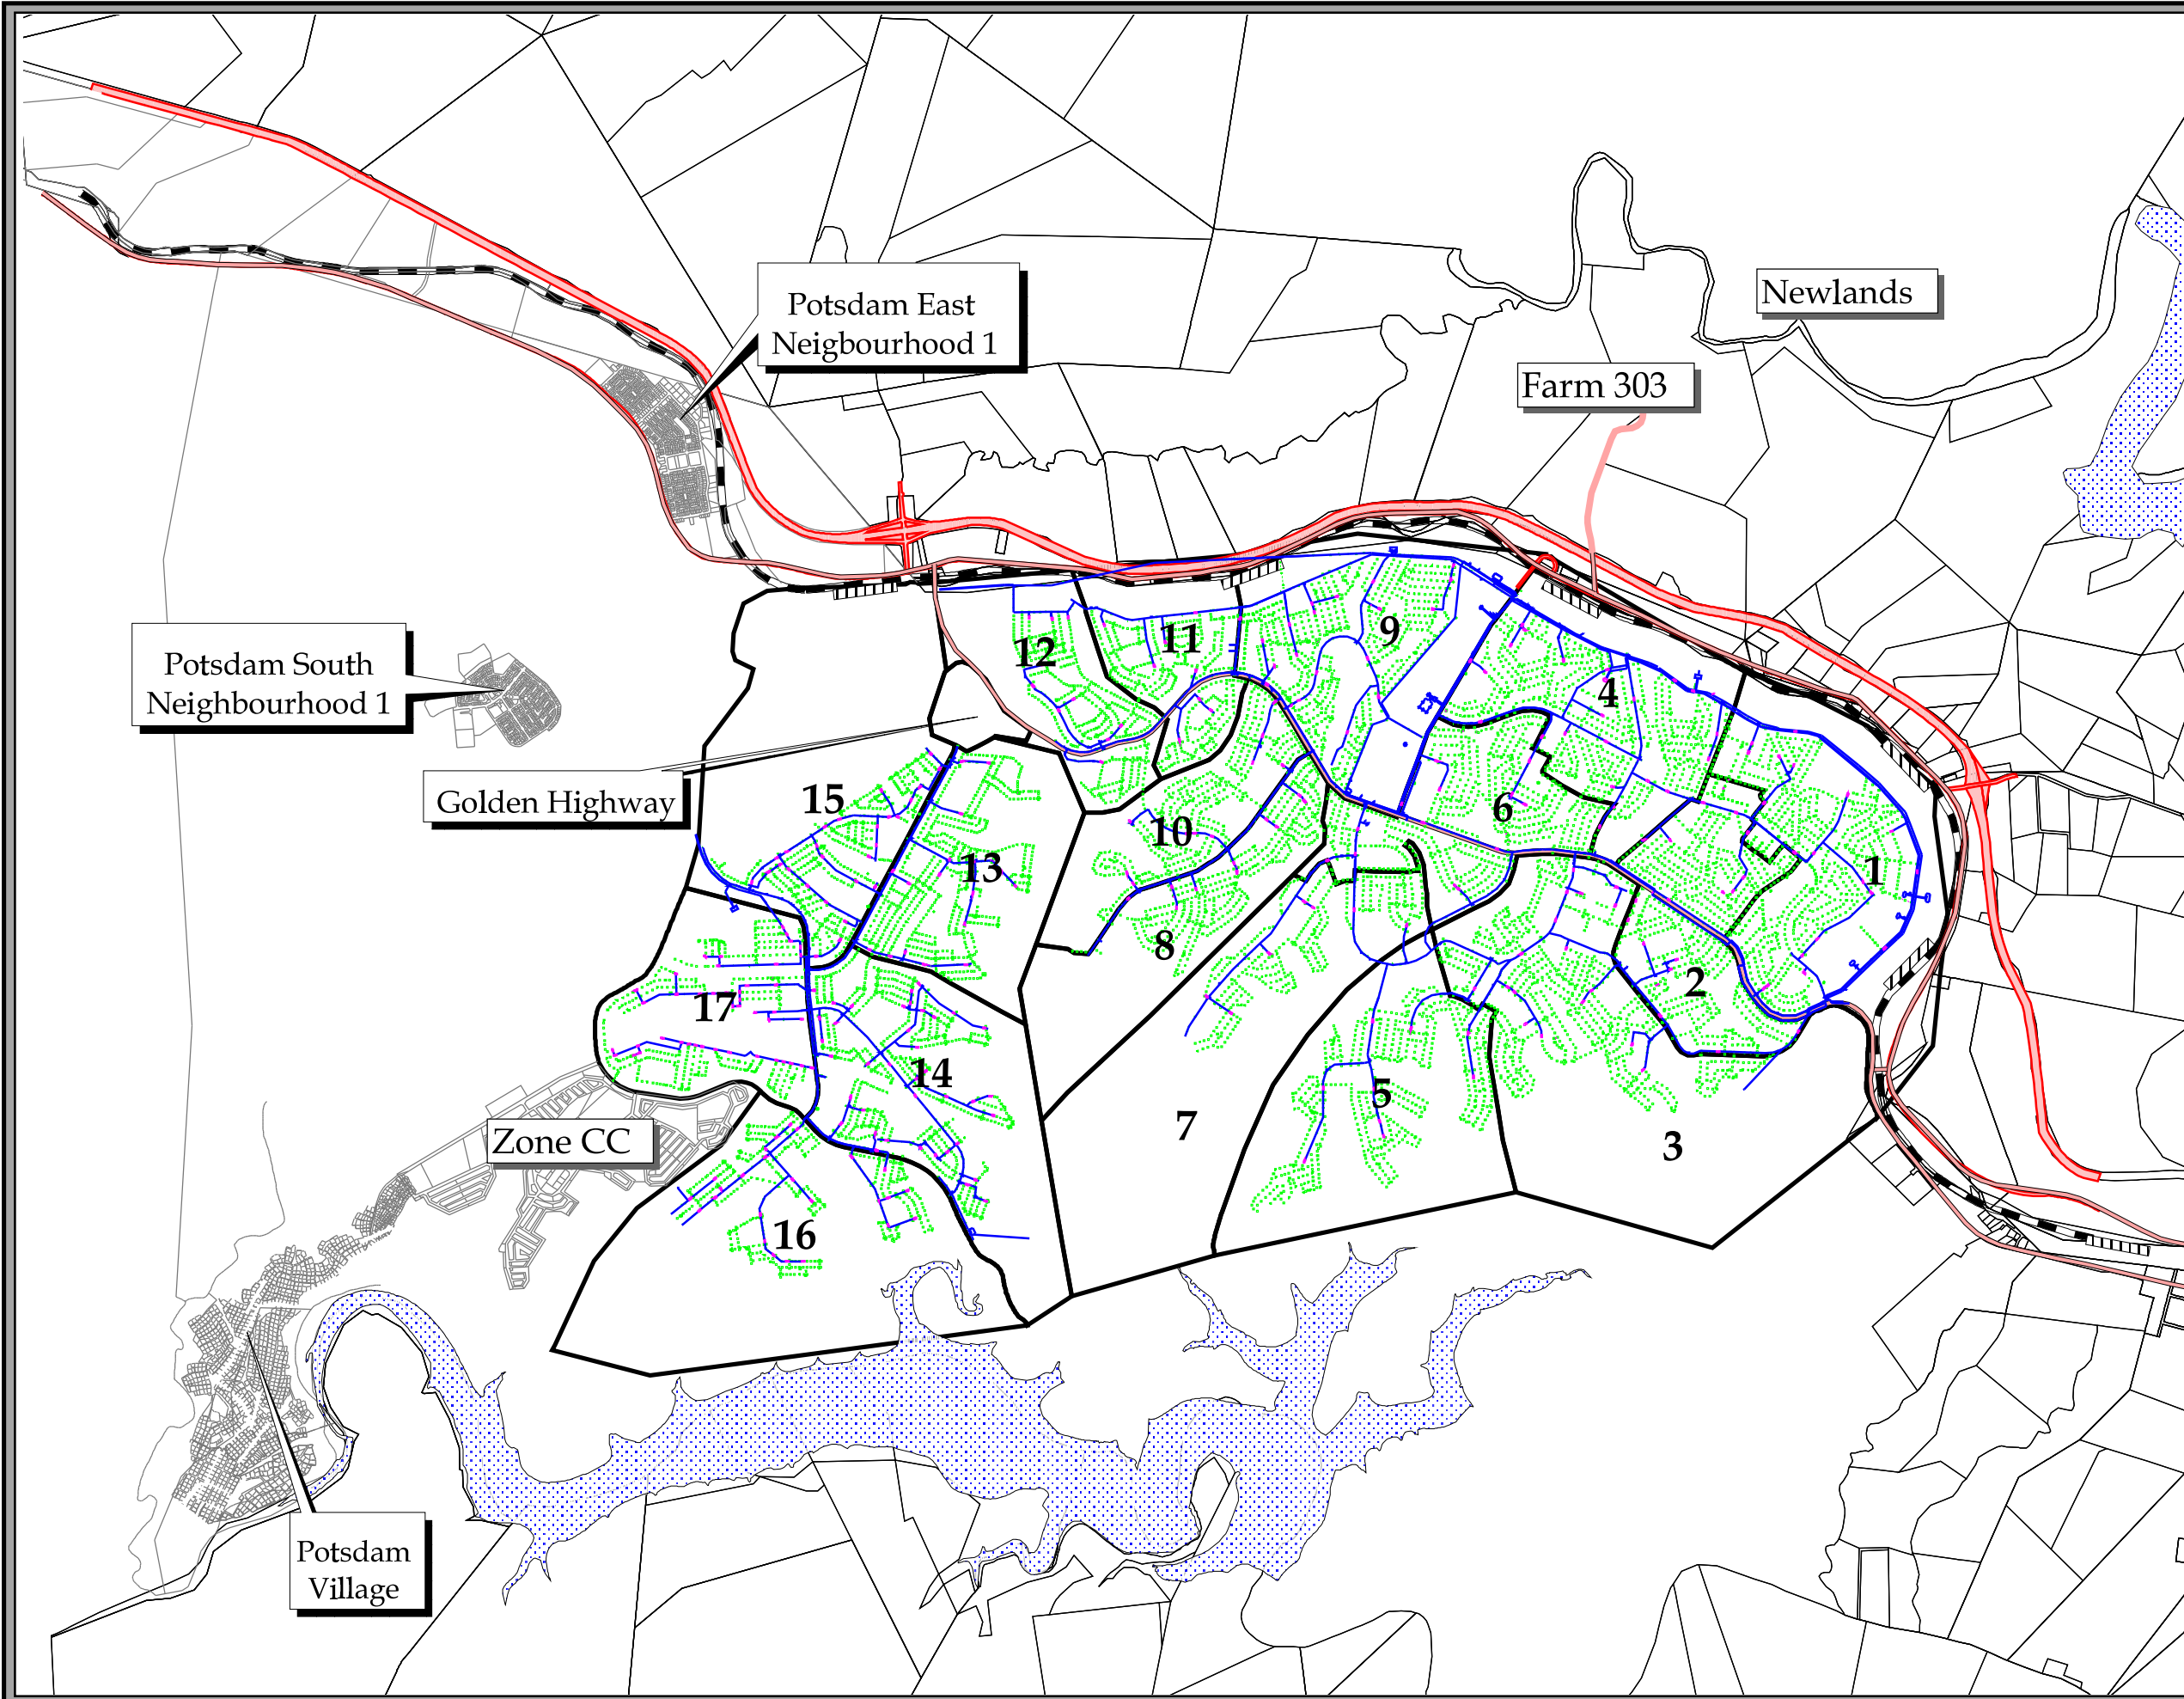 Potsdam East
Neigbourhood 1
Newlands
Farm 303
Potsdam South
Neighbourhood 1
Golden Highway
12
11
9
4
15
10
6
13
1
8
2
17
14
5
7
3
Zone CC
16
Potsdam
Village